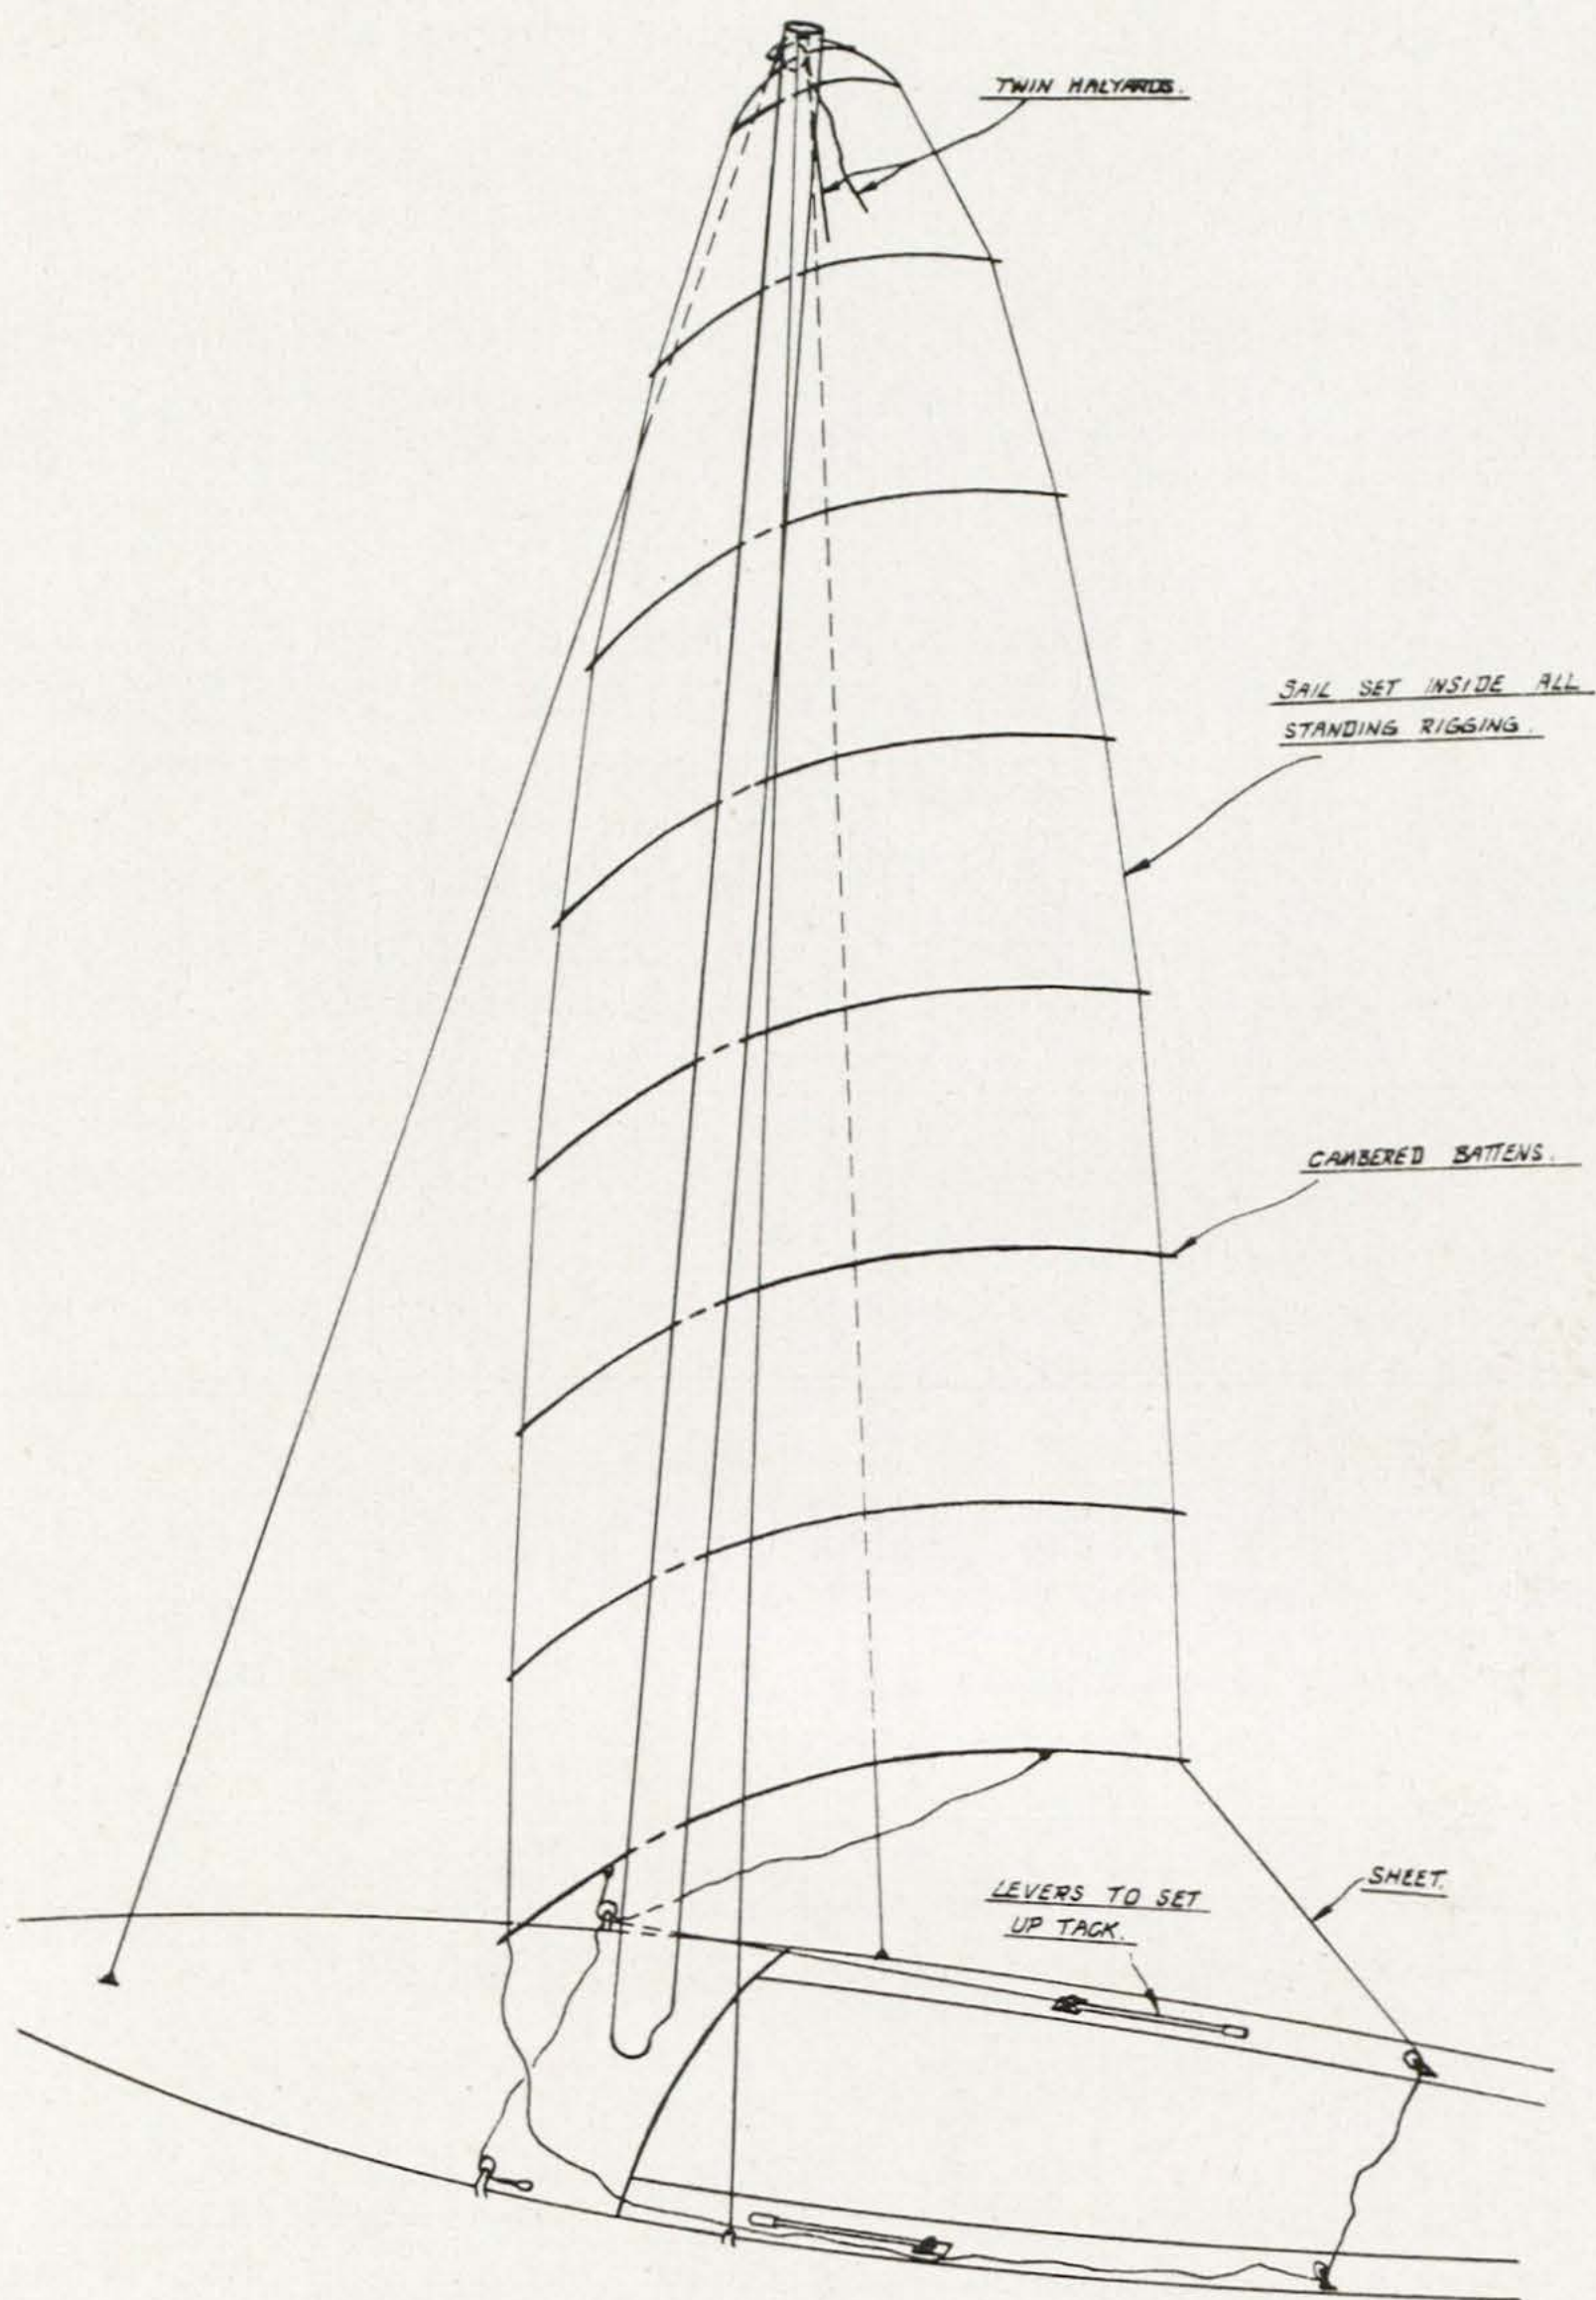 TWIN HALYARDS.
SAIL SET INSIDE ALL
STANDING RIGGING.
CAMBERED BATTENS.
LEVERS TO SET
UP TACK.
SHEET.